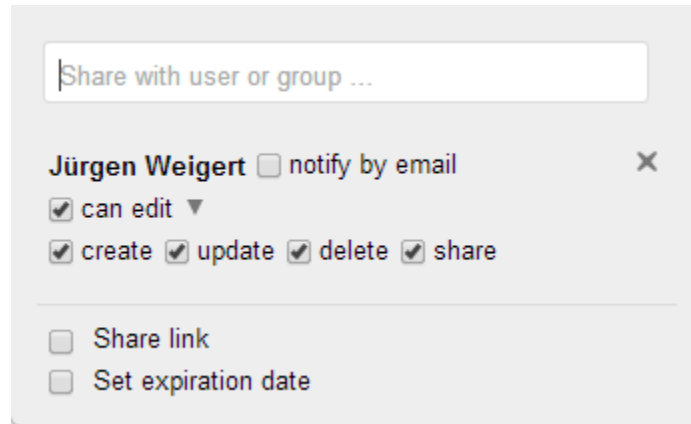 Share with user or group ...
Jürgen Weigert notify by email
can edit
create update delete share
Share link
Set expiration date